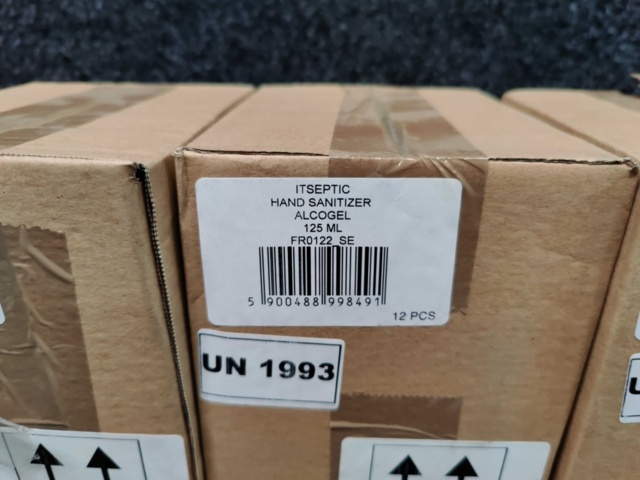 ITSEPTIC
HAND SANITIZER
ALCOGEL
125 ML
FR0122_SE
5 900488 998491
12 PCS
UN 1993